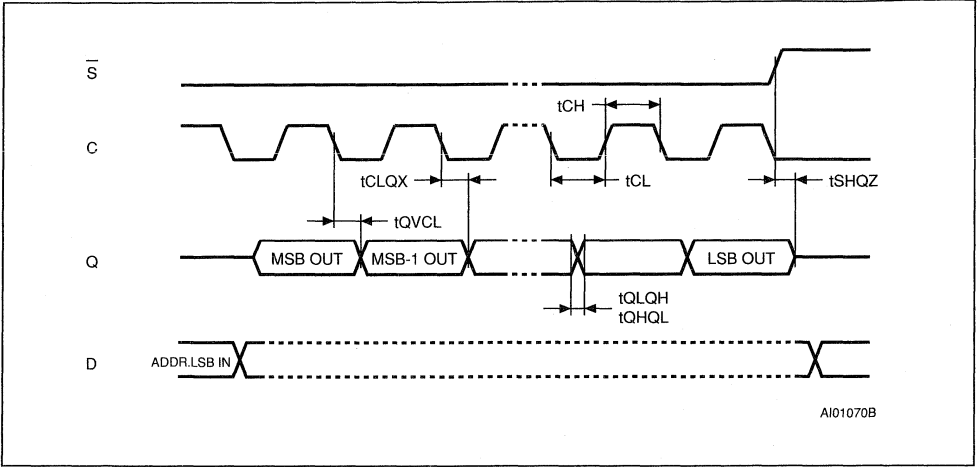 S̅
tCH
C
tCLQX
tCL
tSHQZ
tQVCL
Q
MSB OUT
MSB-1 OUT
LSB OUT
tQLQH
tQHQL
D
ADDR.LSB IN
AI01070B